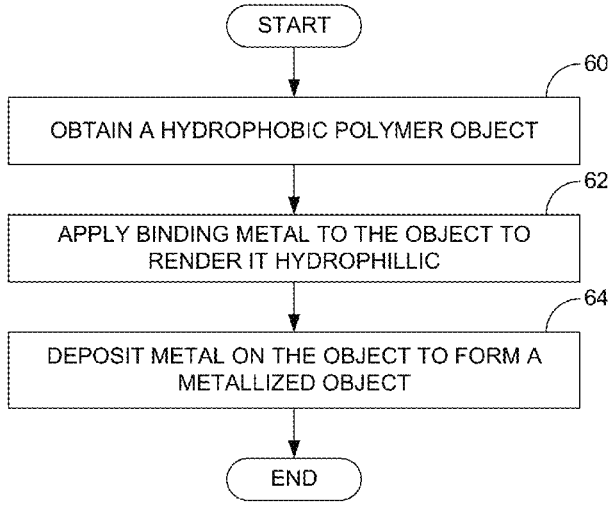 START
60
OBTAIN A HYDROPHOBIC POLYMER OBJECT
62
APPLY BINDING METAL TO THE OBJECT TO
RENDER IT HYDROPHILLIC
64
DEPOSIT METAL ON THE OBJECT TO FORM A
METALLIZED OBJECT
END